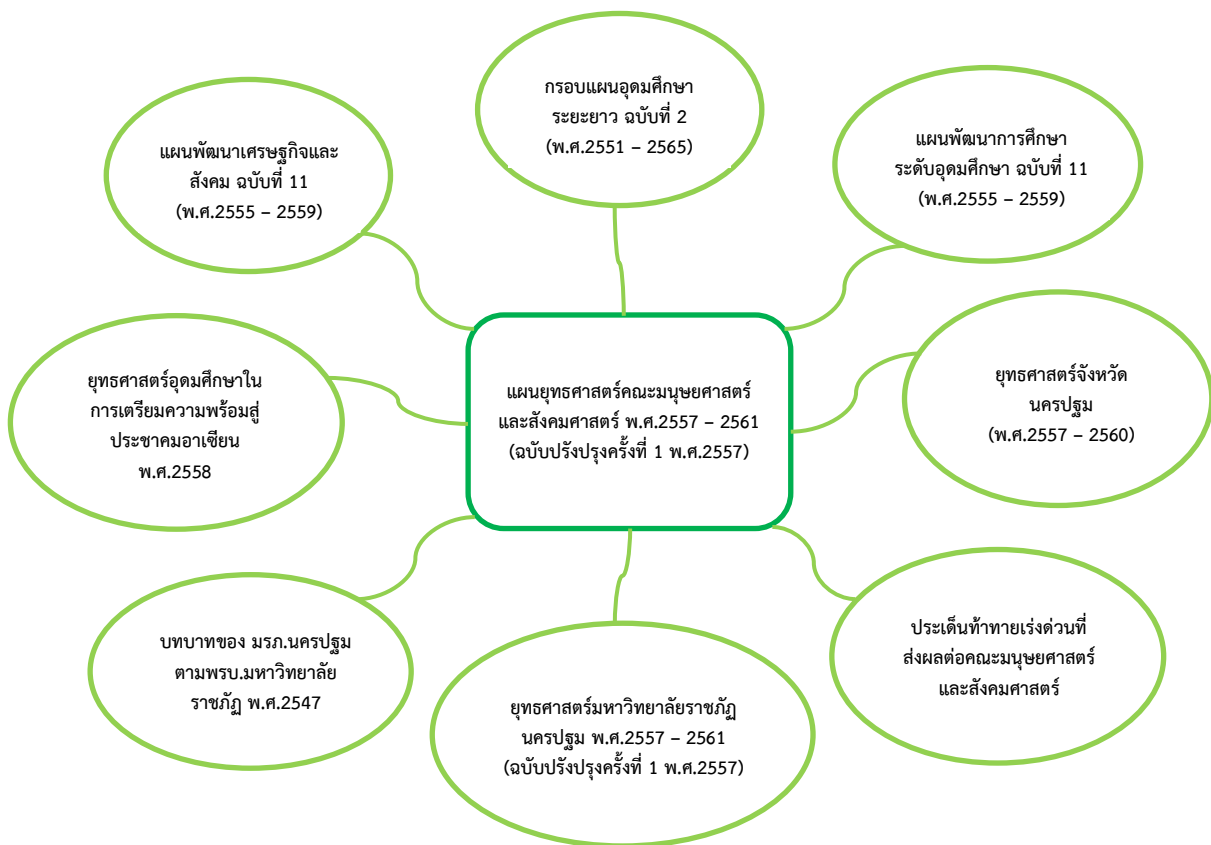 กรอบแผนอุดมศึกษา
ระยะยาว ฉบับที่ 2
(พ.ศ.2551 – 2565)
แผนพัฒนาเศรษฐกิจและ
สังคม ฉบับที่ 11
(พ.ศ.2555 – 2559)
แผนพัฒนาการศึกษา
ระดับอุดมศึกษา ฉบับที่ 11
(พ.ศ.2555 – 2559)
ยุทธศาสตร์อุดมศึกษาใน
การเตรียมความพร้อมสู่
ประชาคมอาเซียน
พ.ศ.2558
แผนยุทธศาสตร์คณะมนุษยศาสตร์
และสังคมศาสตร์ พ.ศ.2557 – 2561
(ฉบับปรับปรุงครั้งที่ 1 พ.ศ.2557)
ยุทธศาสตร์จังหวัด
นครปฐม
(พ.ศ.2557 – 2560)
บทบาทของ มรภ.นครปฐม
ตามพรบ.มหาวิทยาลัย
ราชภัฏ พ.ศ.2547
ยุทธศาสตร์มหาวิทยาลัยราชภัฏ
นครปฐม พ.ศ.2557 – 2561
(ฉบับปรับปรุงครั้งที่ 1 พ.ศ.2557)
ประเด็นท้าทายเร่งด่วนที่
ส่งผลต่อคณะมนุษยศาสตร์
และสังคมศาสตร์